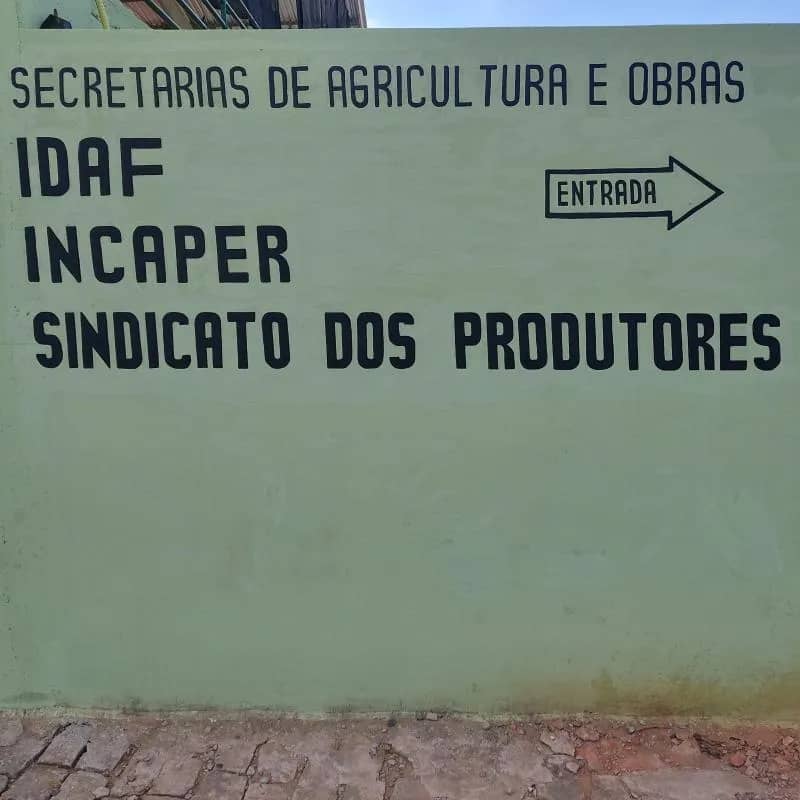 SECRETARIAS DE AGRICULTURA E OBRAS
IDAF
ENTRADA
INCAPER
SINDICATO DOS PRODUTORES